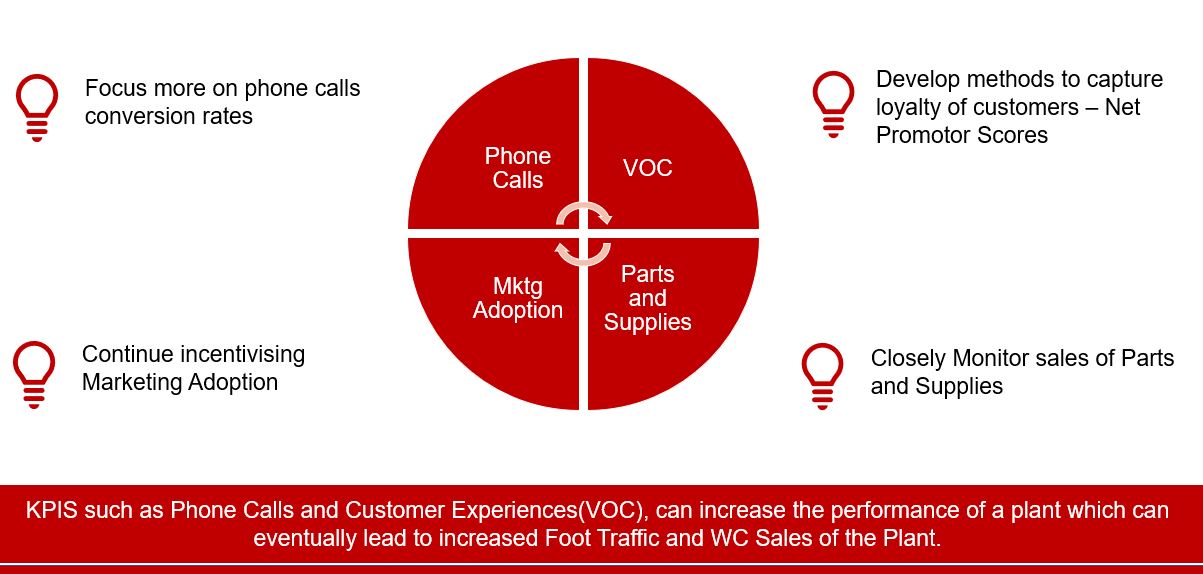 Focus more on phone calls
conversion rates
Develop methods to capture
loyalty of customers – Net
Promotor Scores
Phone
Calls
VOC
Mktg
Adoption
Parts
and
Supplies
Continue incentivising
Marketing Adoption
Closely Monitor sales of Parts
and Supplies
KPIS such as Phone Calls and Customer Experiences(VOC), can increase the performance of a plant which can
eventually lead to increased Foot Traffic and WC Sales of the Plant.